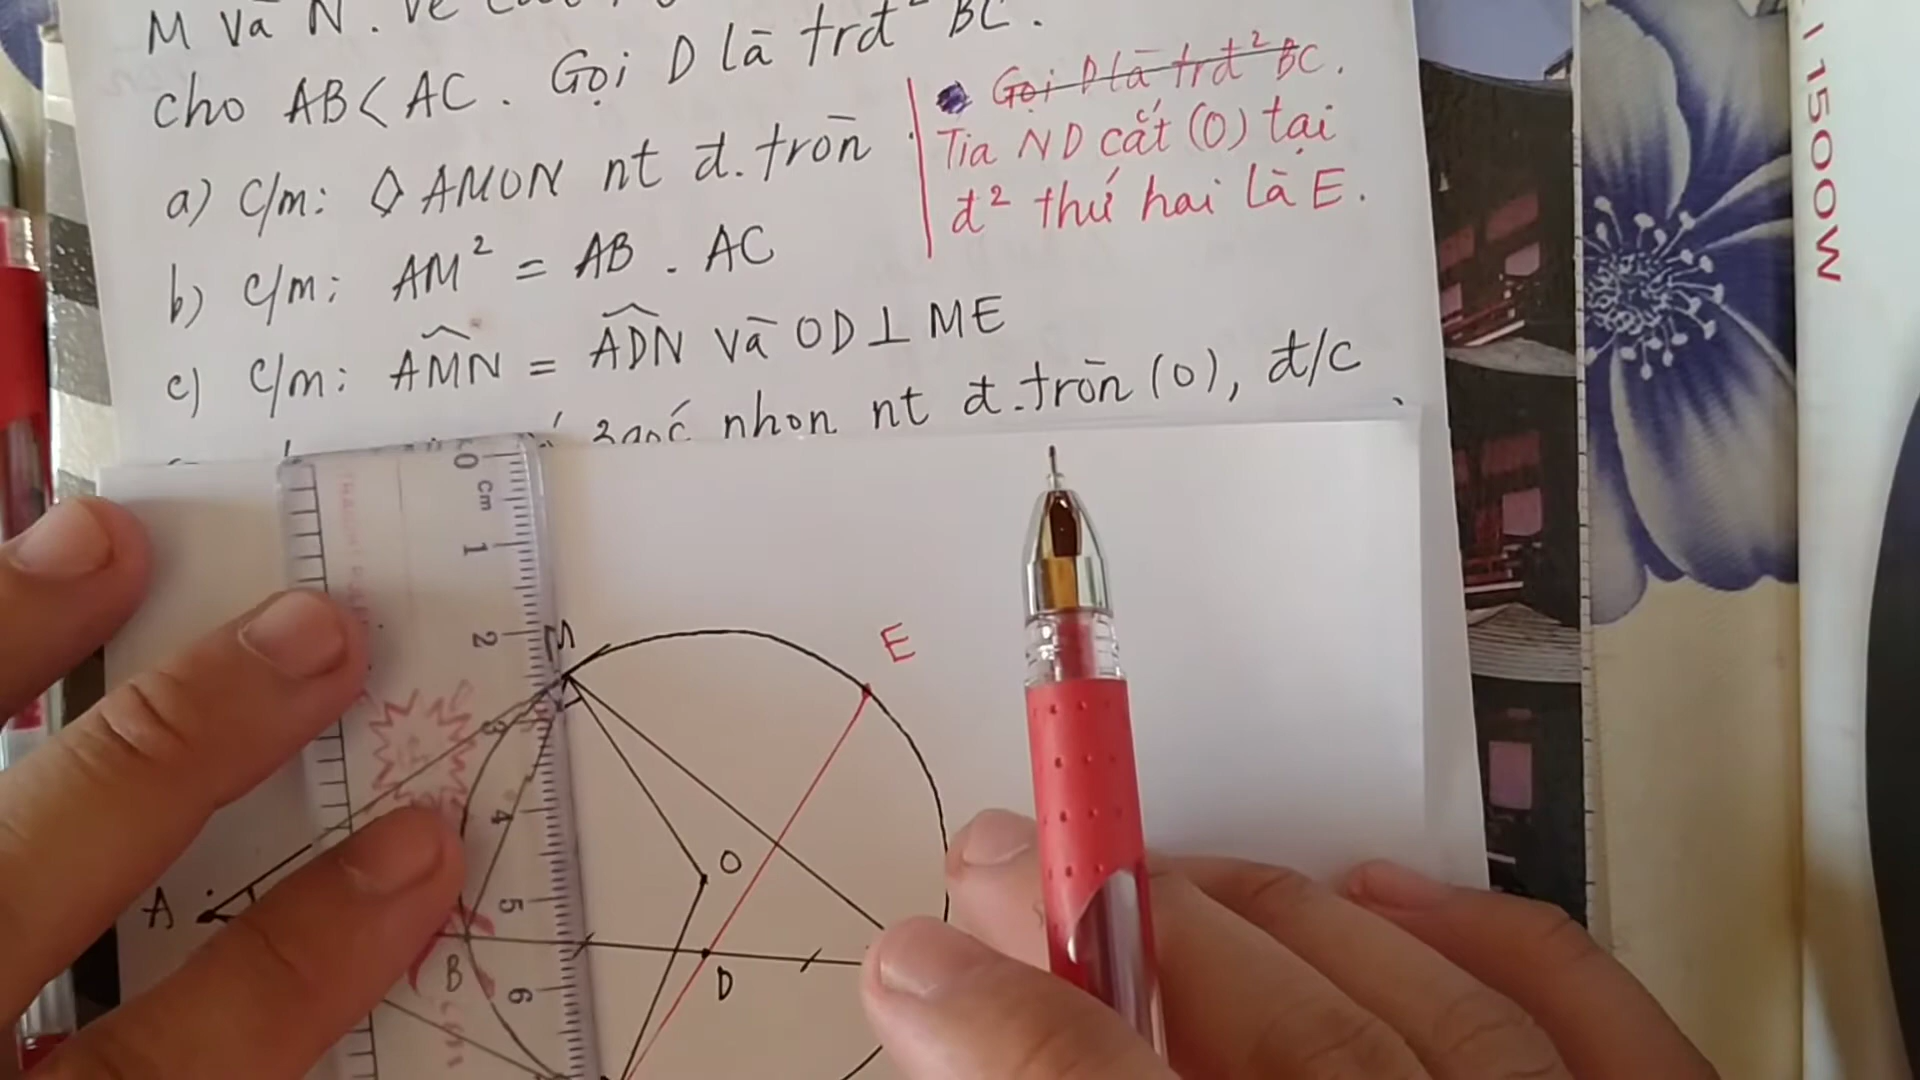 M và N. Vẽ
cho AB < AC. Gọi D là trđ² BC.
Gọi D là trđ² BC.
Tia ND cắt (O) tại
đ² thứ hai là E.
a) C/m: ◊ AMON nt đ.tròn
b) C/m: AM² = AB . AC
c) C/m: AMN = ADN và OD ⊥ ME
nhọn nt đ.tròn (O), đ/c
0 cm
1
2
3
4
5
6
M
E
O
A
B
D
1500W